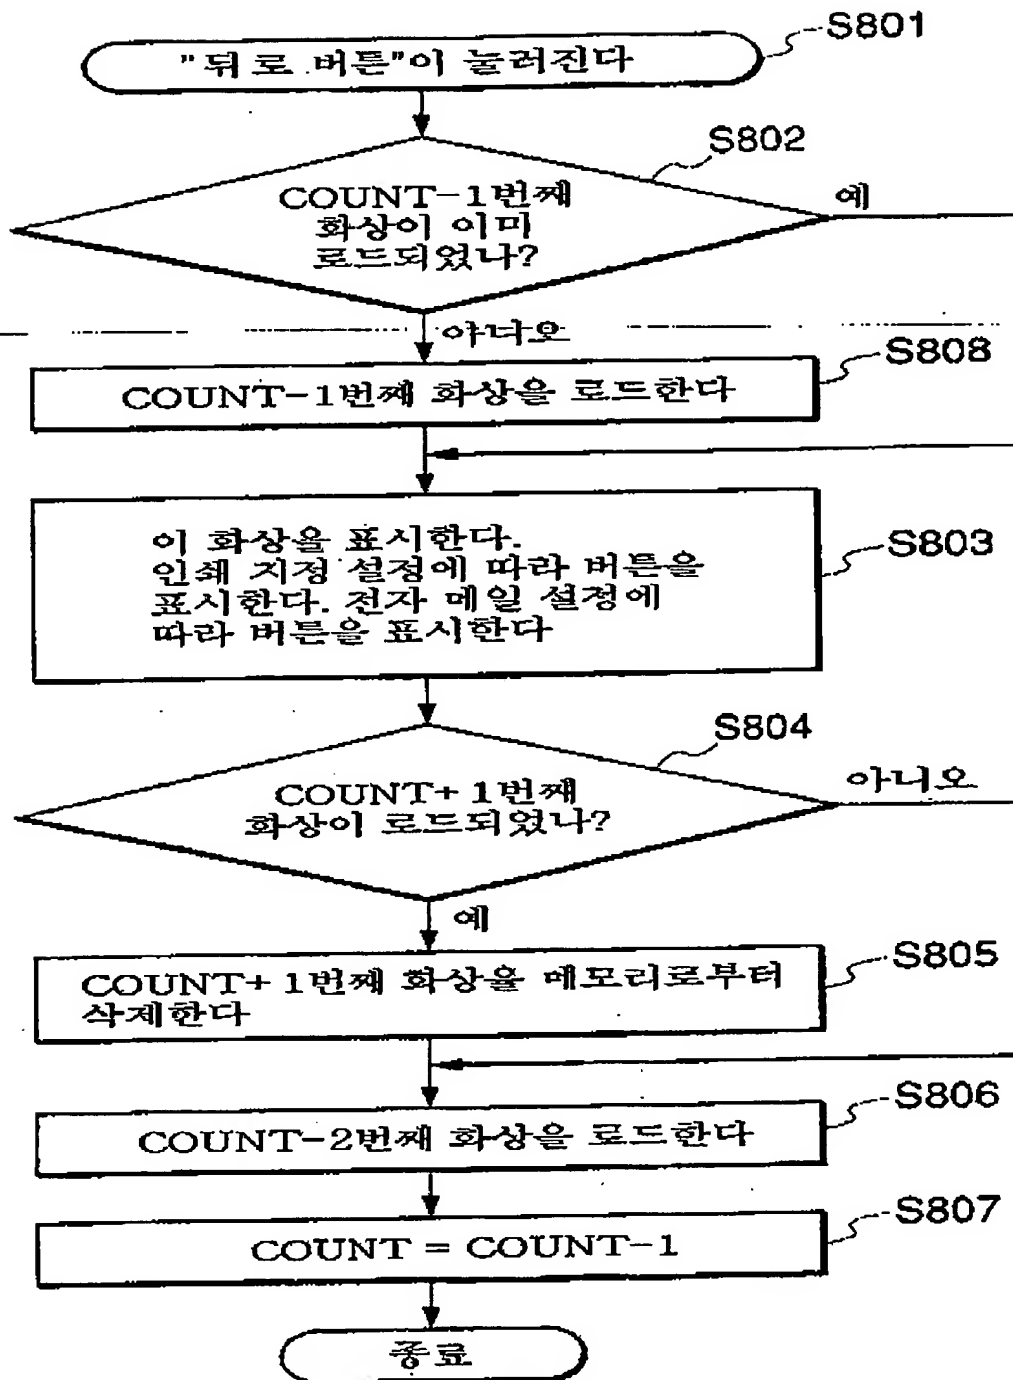 S801
"뒤로 버튼"이 눌러진다
S802
COUNT-1번째
화상이 이미
로드되었나?
예
아니오
S808
COUNT-1번째 화상을 로드한다
이 화상을 표시한다.
인쇄 지정 설정에 따라 버튼을
표시한다. 전자 메일 설정에
따라 버튼을 표시한다
S803
S804
COUNT+1번째
화상이 로드되었나?
아니오
예
S805
COUNT+1번째 화상을 메모리로부터
삭제한다
S806
COUNT-2번째 화상을 로드한다
S807
COUNT = COUNT-1
종료